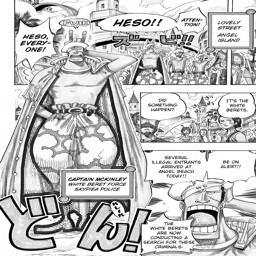 HESO,
EVERY-
ONE!
HESO!!
ATTEN-
TION!
LOVELY
STREET
ANGEL
ISLAND
CAPTAIN MCKINLEY
WHITE BERET FORCE
SKYPIEA POLICE
どん!
DID
SOMETHING
HAPPEN?
IT'S THE
WHITE
BERETS.
SEVERAL
ILLEGAL ENTRANTS
ARRIVED AT
ANGEL BEACH
TODAY!!
BE ON
ALERT!!
THE
WHITE BERETS
ARE NOW
CONDUCTING A
SEARCH FOR THESE
CRIMINALS.